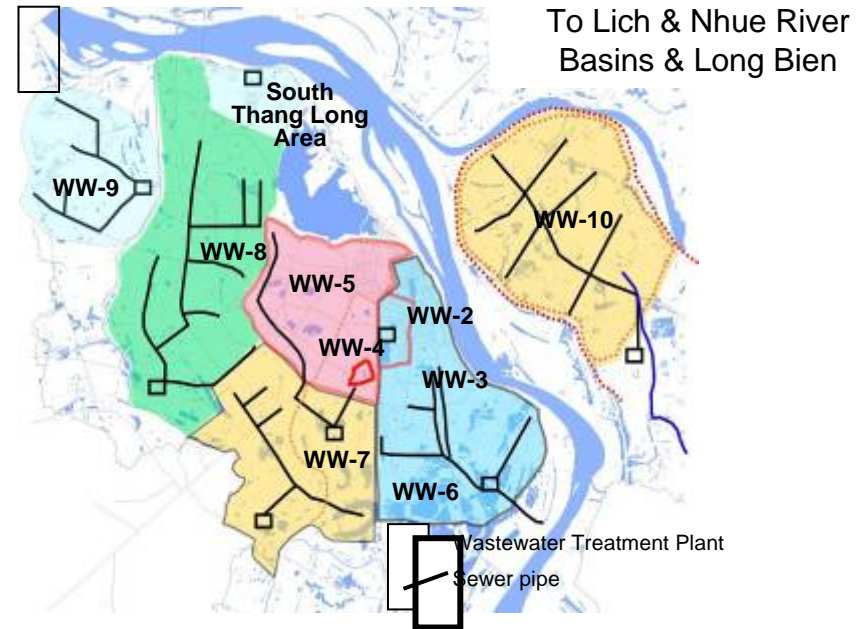 To Lich & Nhue River
Basins & Long Bien
South
Thang Long
Area
WW-9
WW-10
WW-8
WW-5
WW-2
WW-4
WW-3
WW-7
WW-6
Wastewater Treatment Plant
Sewer pipe